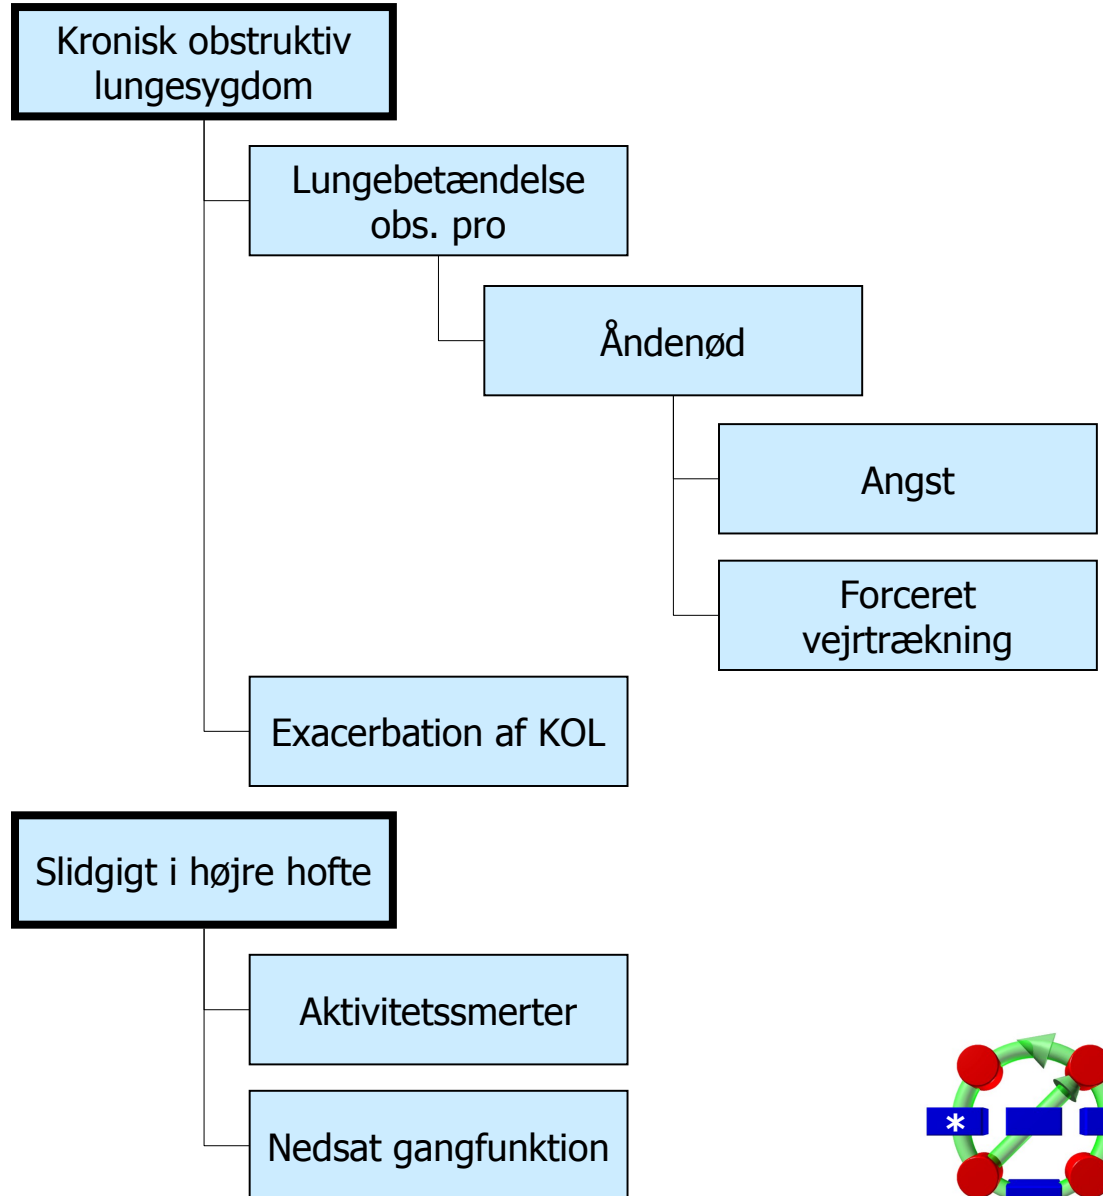 Kronisk obstruktiv
lungesygdom
Lungebetændelse
obs. pro
Åndenød
Angst
Forceret
vejrtrækning
Exacerbation af KOL
Slidgigt i højre hofte
Aktivitetssmerter
Nedsat gangfunktion
*